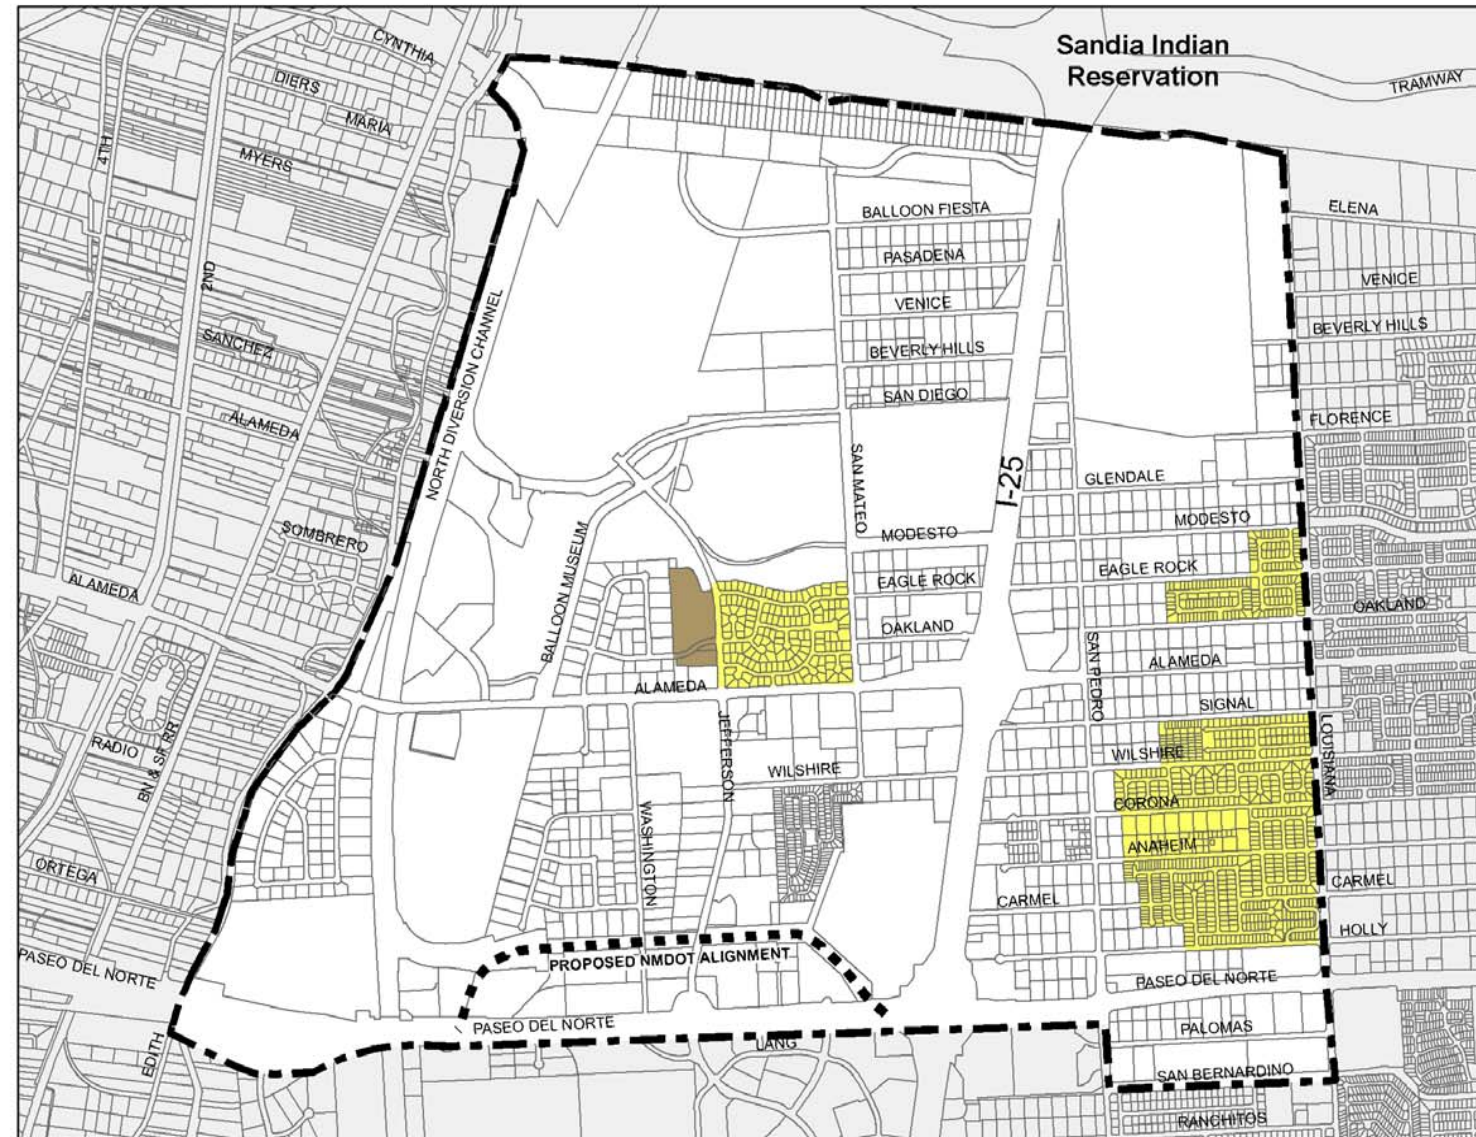 CYNTHIA
Sandia Indian
Reservation
TRAMWAY
DIERS
MARIA
4TH
MYERS
ELENA
BALLOON FIESTA
PASADENA
2ND
VENICE
VENICE
BEVERLY HILLS
SANCHEZ
BEVERLY HILLS
NORTH DIVERSION CHANNEL
SAN DIEGO
ALAMEDA
FLORENCE
SAN MATEO
I-25
GLENDALE
MODESTO
SOMBRERO
MODESTO
BALLOON MUSEUM
EAGLE ROCK
EAGLE ROCK
ALAMEDA
OAKLAND
OAKLAND
SAN PEDRO
ALAMEDA
ALAMEDA
SIGNAL
JEFFERSON
LOUISIANA
RADIO
BN & SF RR
WILSHIRE
WILSHIRE
CORONA
WASHINGTON
ANAHEIM
ORTEGA
CARMEL
CARMEL
HOLLY
PROPOSED NMDOT ALIGNMENT
PASEO DEL NORTE
PASEO DEL NORTE
PASEO DEL NORTE
PALOMAS
EDITH
LANG
SAN BERNARDINO
RANCHITOS